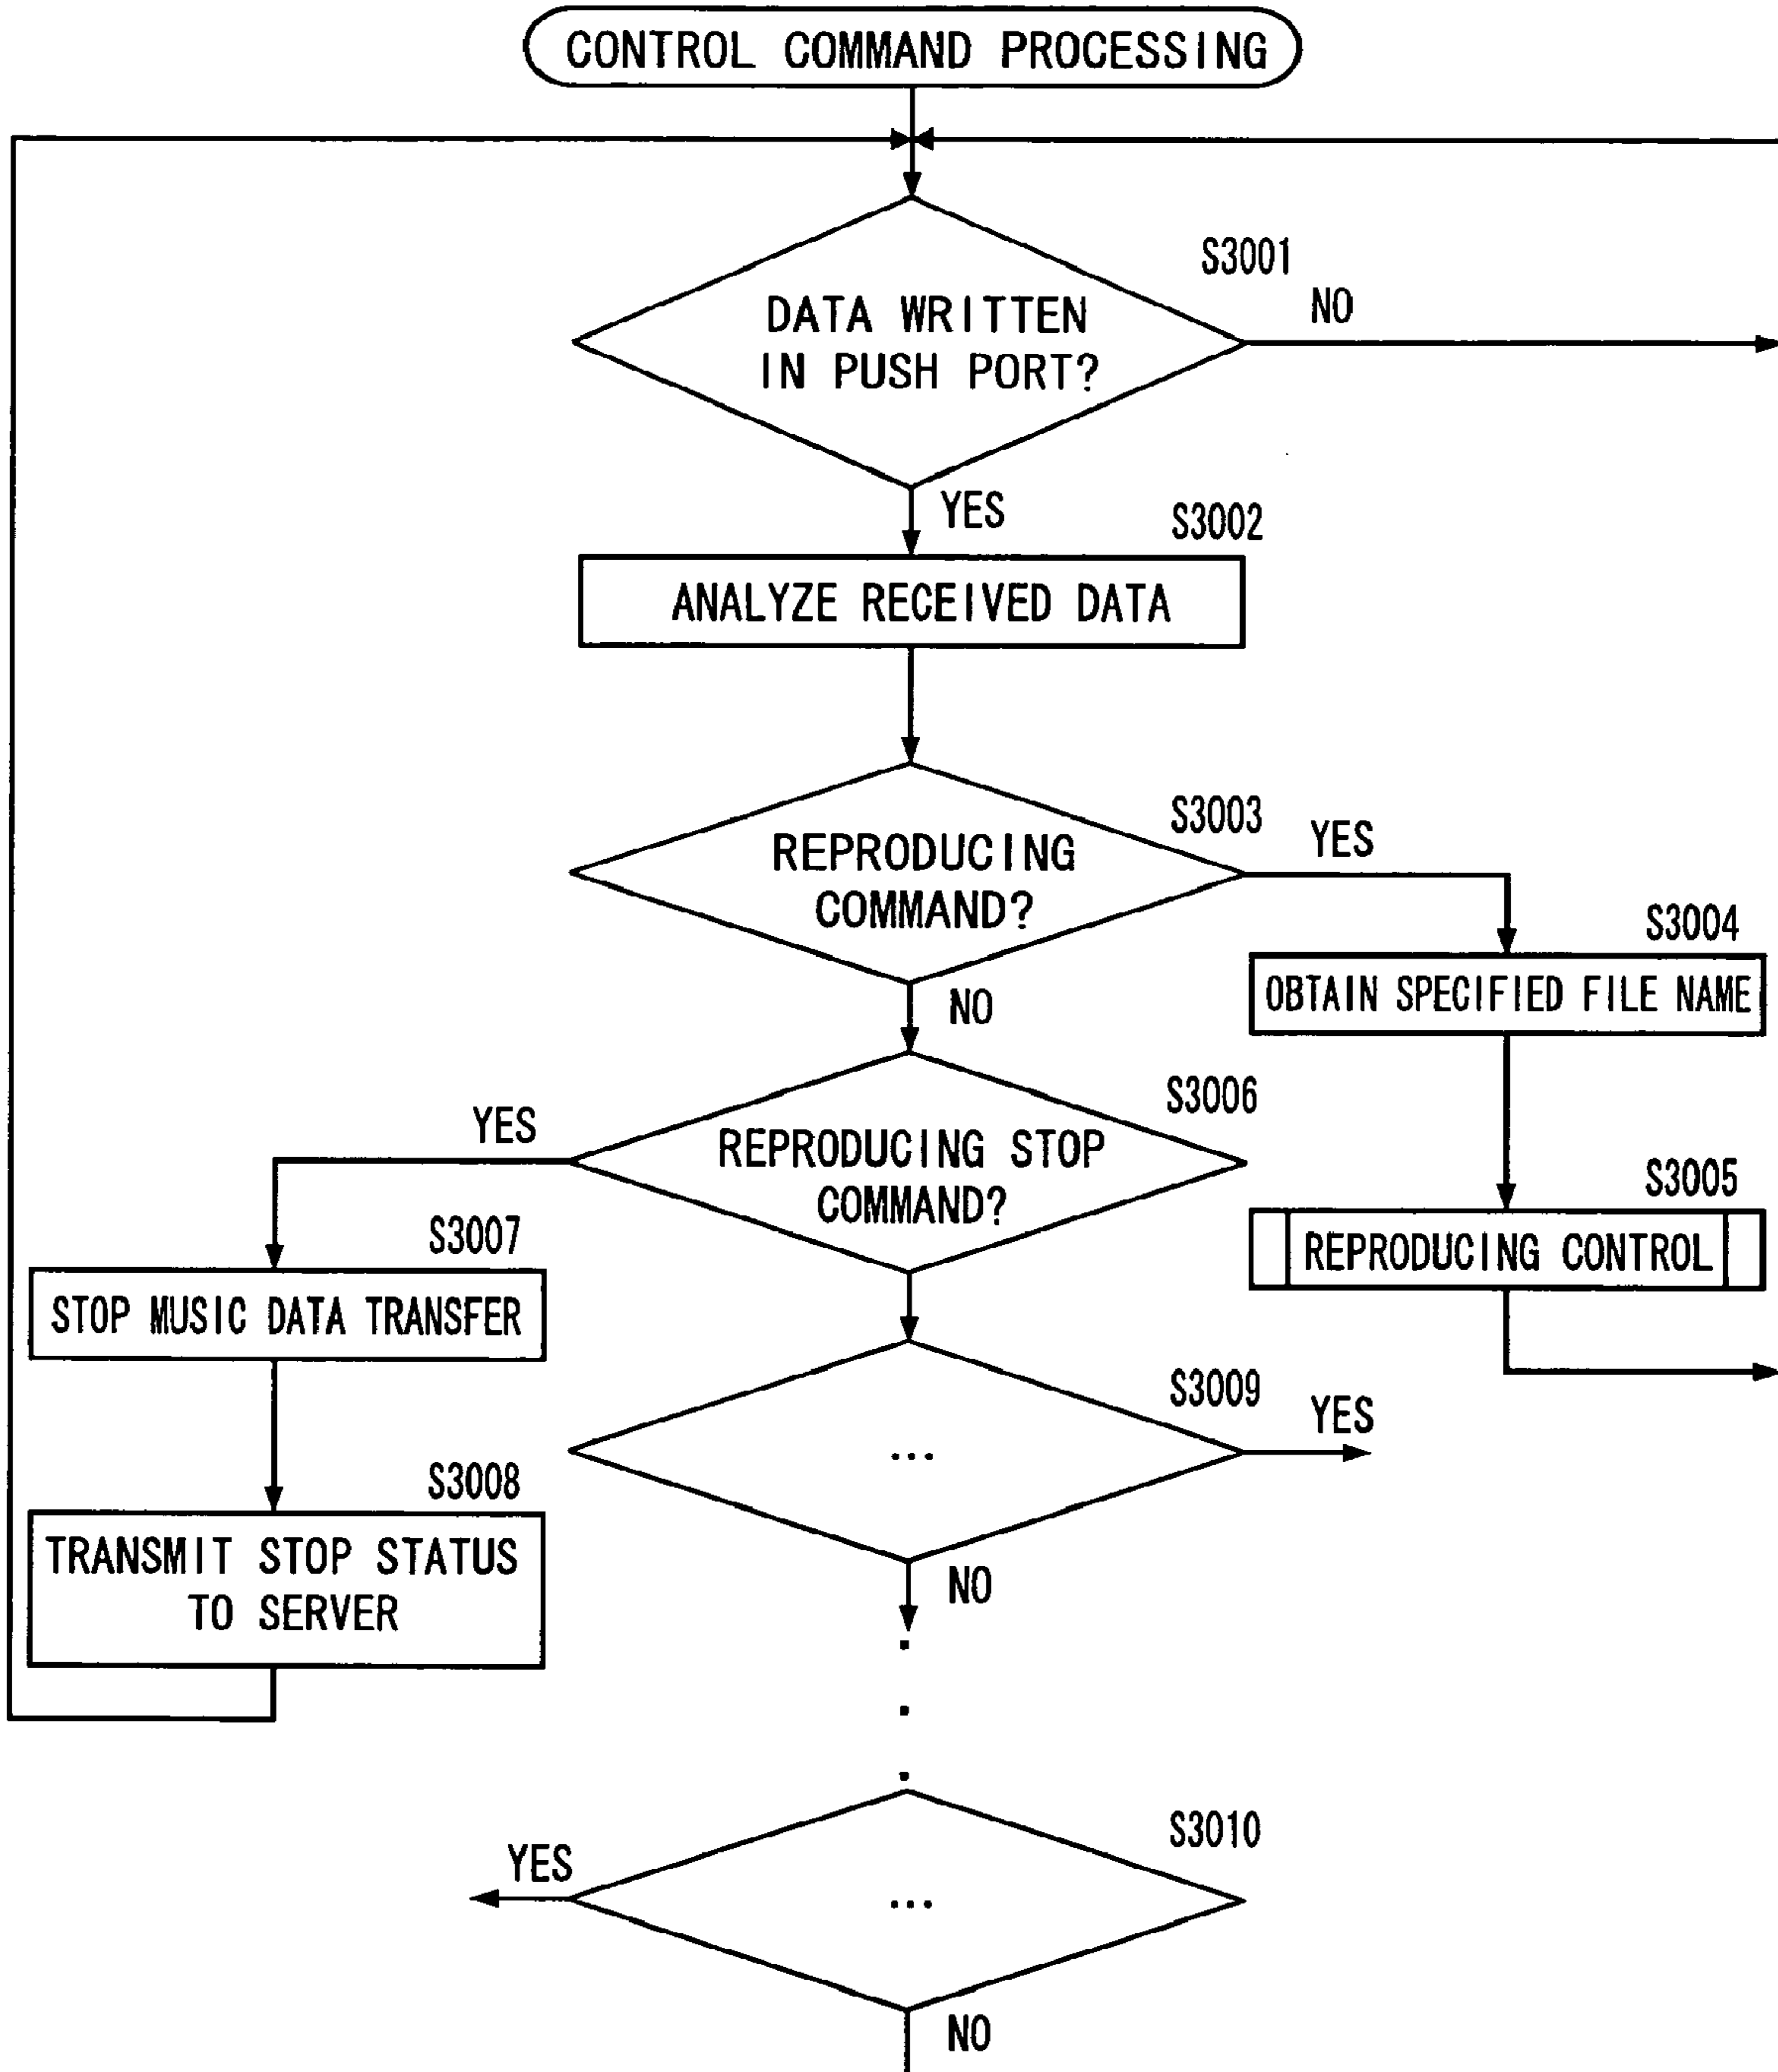 CONTROL COMMAND PROCESSING
S3001
DATA WRITTEN
IN PUSH PORT?
NO
YES
S3002
ANALYZE RECEIVED DATA
S3003
REPRODUCING
COMMAND?
YES
NO
S3004
OBTAIN SPECIFIED FILE NAME
S3006
REPRODUCING STOP
COMMAND?
YES
S3005
REPRODUCING CONTROL
S3007
STOP MUSIC DATA TRANSFER
S3009
...
YES
NO
S3008
TRANSMIT STOP STATUS
TO SERVER
S3010
...
YES
NO